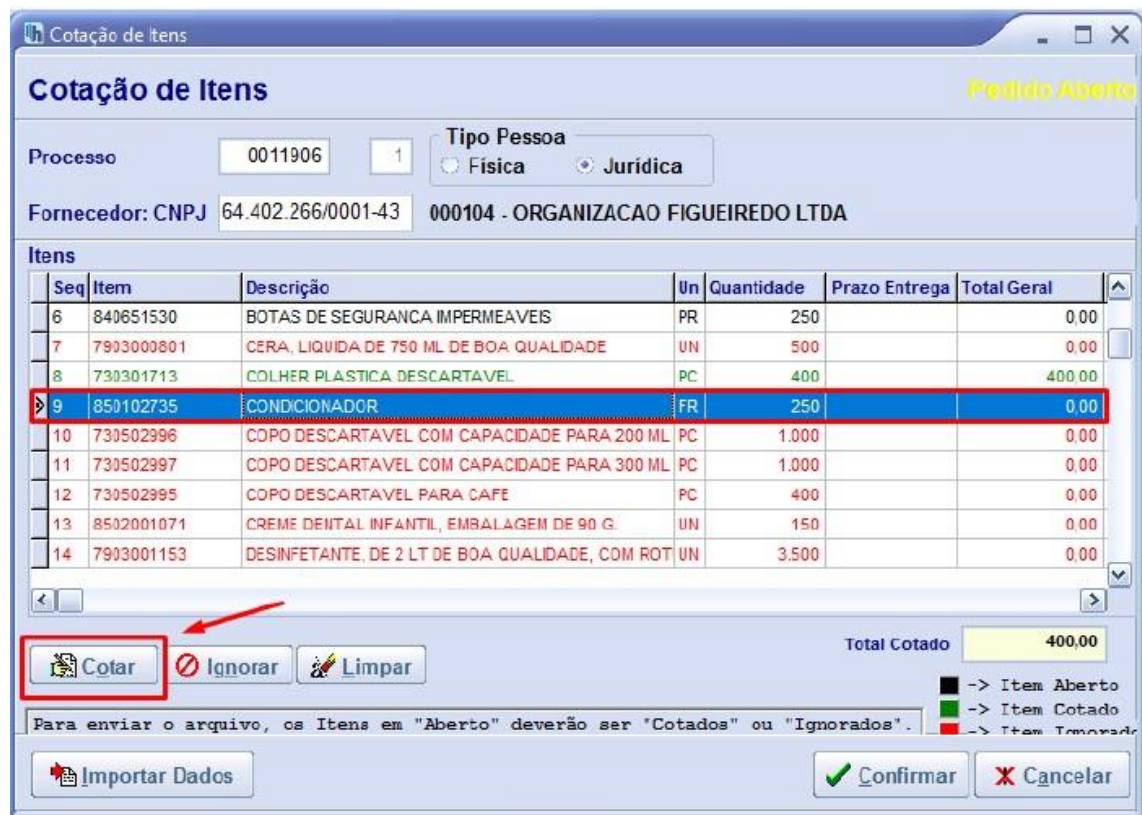 Cotação de Itens
Cotação de Itens Pedido Aberto
Processo 0011906 1 Tipo Pessoa Física Jurídica
Fornecedor: CNPJ 64.402.266/0001-43 000104 - ORGANIZACAO FIGUEIREDO LTDA
Itens
Seq Item Descrição Un Quantidade Prazo Entrega Total Geral
6 840651530 BOTAS DE SEGURANCA IMPERMEAVEIS PR 250 0,00
7 7903000801 CERA, LIQUIDA DE 750 ML DE BOA QUALIDADE UN 500 0,00
8 730301713 COLHER PLASTICA DESCARTAVEL PC 400 400,00
9 850102735 CONDICIONADOR FR 250 0,00
10 730502996 COPO DESCARTAVEL COM CAPACIDADE PARA 200 ML PC 1.000 0,00
11 730502997 COPO DESCARTAVEL COM CAPACIDADE PARA 300 ML PC 1.000 0,00
12 730502995 COPO DESCARTAVEL PARA CAFE PC 400 0,00
13 8502001071 CREME DENTAL INFANTIL, EMBALAGEM DE 90 G. UN 150 0,00
14 7903001153 DESINFETANTE, DE 2 LT DE BOA QUALIDADE, COM ROT UN 3.500 0,00
Total Cotado 400,00
Cotar Ignorar Limpar
-> Item Aberto
-> Item Cotado
-> Item Ignorado
Para enviar o arquivo, os Itens em "Aberto" deverão ser "Cotados" ou "Ignorados".
Importar Dados Confirmar Cancelar